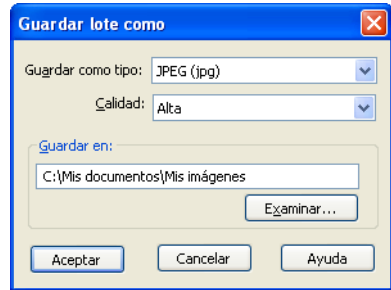 Guardar lote como
Guardar como tipo: JPEG (jpg)
Calidad: Alta
Guardar en:
C:\Mis documentos\Mis imágenes
Examinar...
Aceptar Cancelar Ayuda